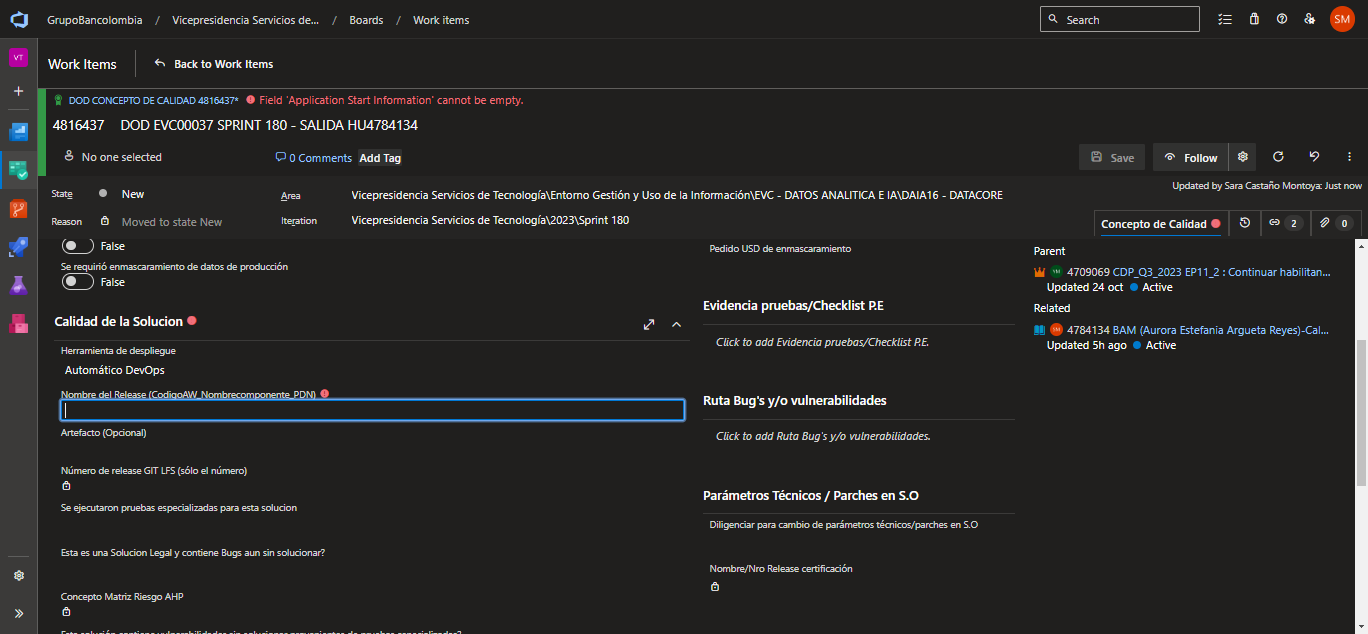 GrupoBancolombia / Vicepresidencia Servicios de... / Boards / Work items
Search
SM
VT
Work Items
Back to Work Items
DOD CONCEPTO DE CALIDAD 4816437* Field 'Application Start Information' cannot be empty.
4816437 DOD EVC00037 SPRINT 180 - SALIDA HU4784134
No one selected
0 Comments
Add Tag
Save
Follow
State
New
Area
Vicepresidencia Servicios de Tecnología\Entorno Gestión y Uso de la Información\EVC - DATOS ANALITICA E IA\DAIA16 - DATACORE
Updated by Sara Castaño Montoya: Just now
Reason
Moved to state New
Iteration
Vicepresidencia Servicios de Tecnología\2023\Sprint 180
Concepto de Calidad
2
0
False
Se requirió enmascaramiento de datos de producción
False
Calidad de la Solucion
Herramienta de despliegue
Automático DevOps
Nombre del Release (CodigoAW_Nombrecomponente_PDN)
Artefacto (Opcional)
Número de release GIT LFS (sólo el número)
Se ejecutaron pruebas especializadas para esta solucion
Esta es una Solucion Legal y contiene Bugs aun sin solucionar?
Concepto Matriz Riesgo AHP
Pedido USD de enmascaramiento
Evidencia pruebas/Checklist P.E
Click to add Evidencia pruebas/Checklist P.E.
Ruta Bug's y/o vulnerabilidades
Click to add Ruta Bug's y/o vulnerabilidades.
Parámetros Técnicos / Parches en S.O
Diligenciar para cambio de parámetros técnicos/parches en S.O
Nombre/Nro Release certificación
Parent
4709069 CDP_Q3_2023 EP11_2 : Continuar habilitan...
Updated 24 oct
Active
Related
SM
4784134 BAM (Aurora Estefania Argueta Reyes)-Cal...
Updated 5h ago
Active